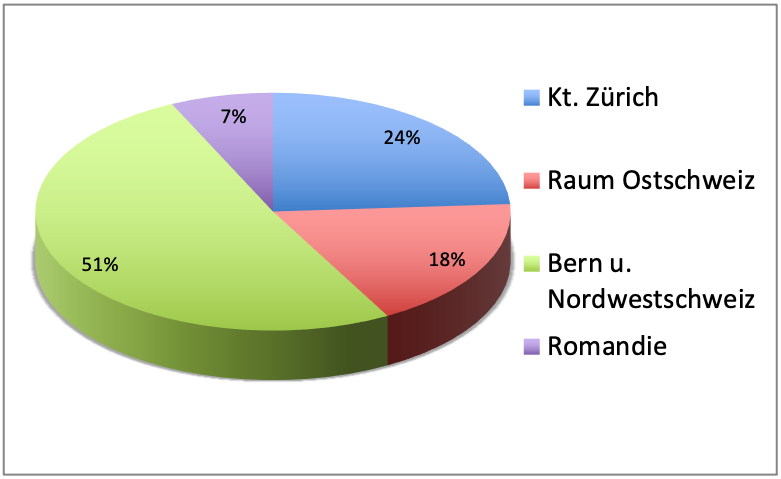 7%
24%
18%
51%
Kt. Zürich
Raum Ostschweiz
Bern u.
Nordwestschweiz
Romandie